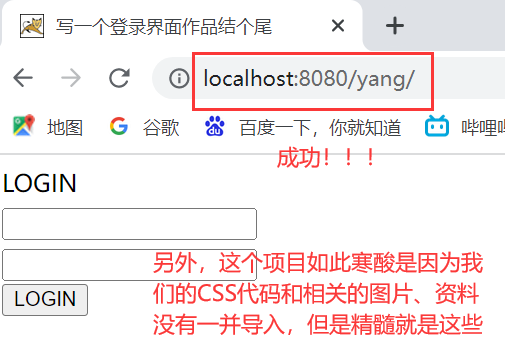 写一个登录界面作品结个尾
localhost:8080/yang/
地图 谷歌 百度一下，你就知道 哔哩哔
成功！！！
LOGIN
另外，这个项目如此寒酸是因为我
们的CSS代码和相关的图片、资料
没有一并导入，但是精髓就是这些
LOGIN